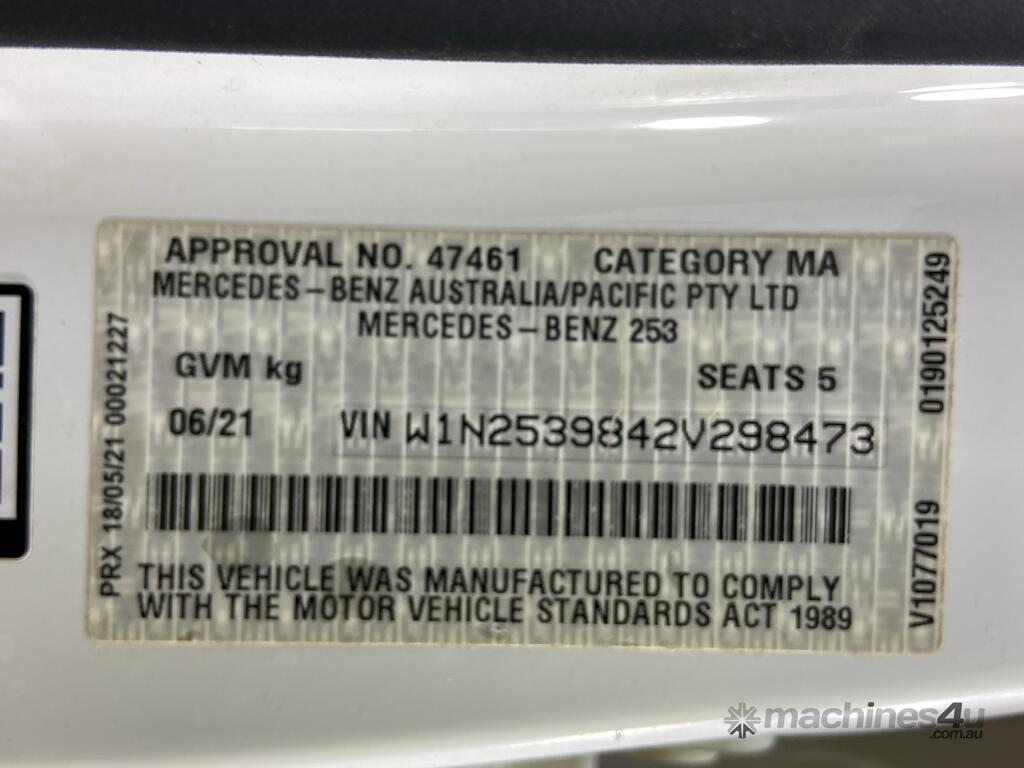 APPROVAL NO. 47461 CATEGORY MA
MERCEDES-BENZ AUSTRALIA/PACIFIC PTY LTD
MERCEDES-BENZ 253
GVM kg SEATS 5
06/21 VIN W1N2539842V298473
THIS VEHICLE WAS MANUFACTURED TO COMPLY
WITH THE MOTOR VEHICLE STANDARDS ACT 1989
PRX 18/05/21 00021227
V1077019 0190125249
machines4u
.com.au